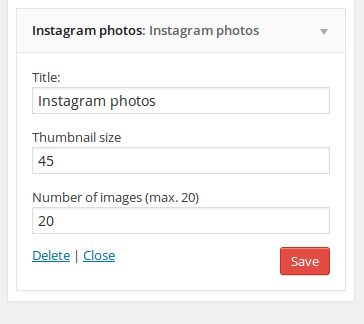 Instagram photos: Instagram photos
Title:
Instagram photos
Thumbnail size
45
Number of images (max. 20)
20
Delete | Close
Save